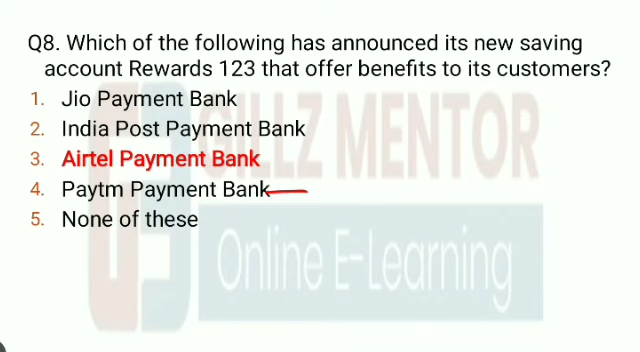 Q8. Which of the following has announced its new saving
account Rewards 123 that offer benefits to its customers?
1. Jio Payment Bank
2. India Post Payment Bank
3. Airtel Payment Bank
4. Paytm Payment Bank
5. None of these
GILLZ MENTOR
Online E-Learning